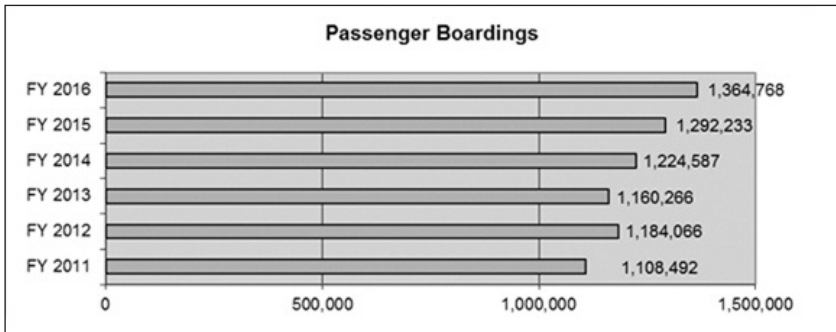 Passenger Boardings
FY 2016 1,364,768
FY 2015 1,292,233
FY 2014 1,224,587
FY 2013 1,160,266
FY 2012 1,184,066
FY 2011 1,108,492
0 500,000 1,000,000 1,500,000